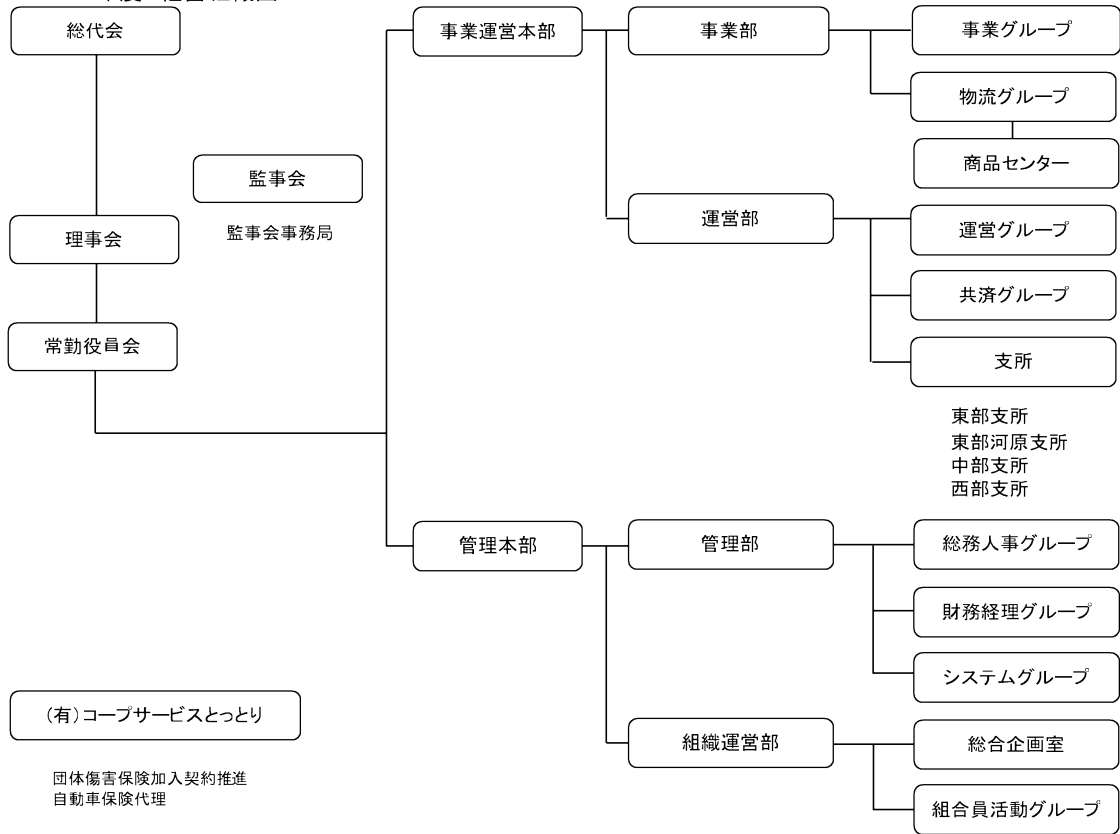 総代会
監事会
監事会事務局
理事会
常勤役員会
事業運営本部
事業部
事業グループ
物流グループ
商品センター
運営部
運営グループ
共済グループ
支所
東部支所
東部河原支所
中部支所
西部支所
管理本部
管理部
総務人事グループ
財務経理グループ
システムグループ
組織運営部
総合企画室
組合員活動グループ
(有)コープサービスとっとり
団体傷害保険加入契約推進
自動車保険代理